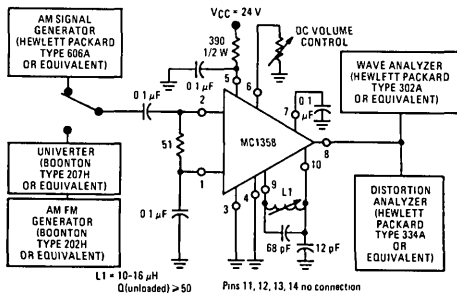 AM SIGNAL
GENERATOR
(HEWLETT PACKARD
TYPE 606A
OR EQUIVALENT)
UNIVERTER
(BOONTON
TYPE 207H
OR EQUIVALENT)
AM FM
GENERATOR
(BOONTON
TYPE 202H
OR EQUIVALENT)
0 1 µF
51
0 1 µF
0 1 µF
VCC = 24 V
390
1/2 W
DC VOLUME
CONTROL
5
6
2
1
3
4
9
10
7
8
MC1358
0 1
µF
L1
68 pF
12 pF
WAVE ANALYZER
(HEWLETT PACKARD
TYPE 302A
OR EQUIVALENT)
DISTORTION
ANALYZER
(HEWLETT
PACKARD
TYPE 334A
OR
EQUIVALENT)
L1 = 10-16 µH
Q(unloaded) ≥ 50
Pins 11, 12, 13, 14 no connection